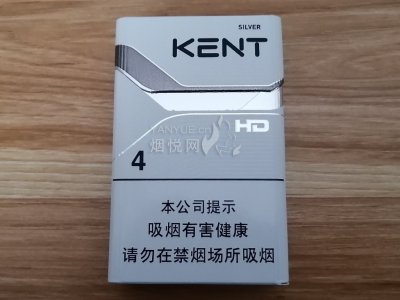 SILVER
KENT
YANYUE.cn
烟悦网
HD
4
本公司提示
吸烟有害健康
请勿在禁烟场所吸烟